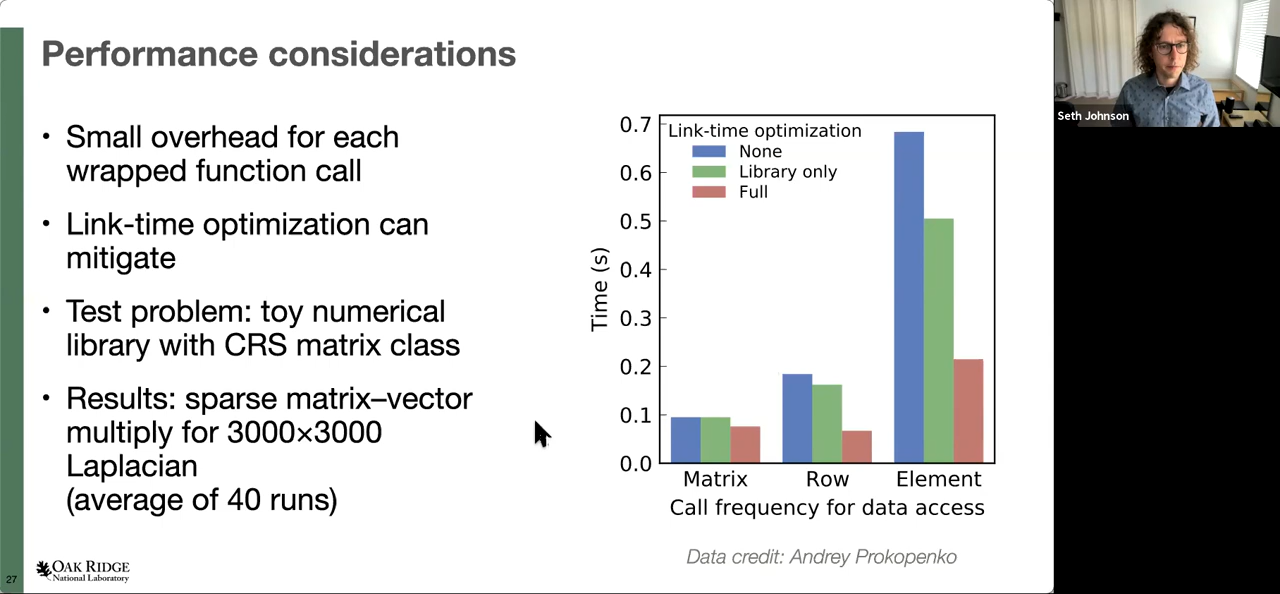 Performance considerations
• Small overhead for each
wrapped function call
• Link-time optimization can
mitigate
• Test problem: toy numerical
library with CRS matrix class
• Results: sparse matrix–vector
multiply for 3000×3000
Laplacian
(average of 40 runs)
Link-time optimization
None
Library only
Full
Time (s)
0.7
0.6
0.5
0.4
0.3
0.2
0.1
0.0
Matrix Row Element
Call frequency for data access
Data credit: Andrey Prokopenko
27
OAK RIDGE
National Laboratory
Seth Johnson